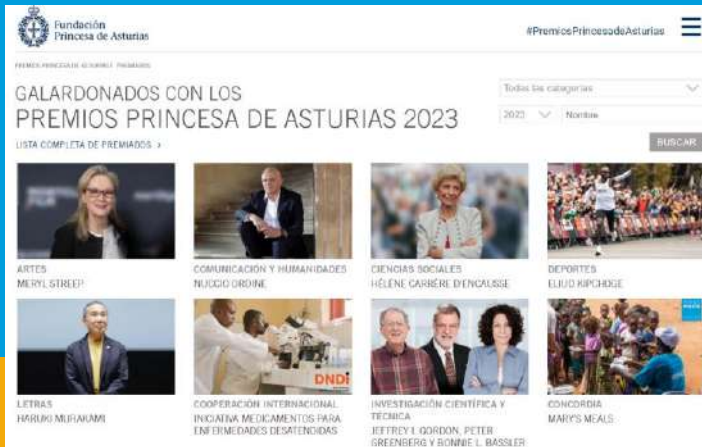 Fundación
Princesa de Asturias
#PremiosPrincesadeAsturias
GALARDONADOS CON LOS
PREMIOS PRINCESA DE ASTURIAS 2023
Todas las categorías
2023
Nombre
LISTA COMPLETA DE PREMIADOS >
BUSCAR
ARTES
MERYL STREEP
COMUNICACIÓN Y HUMANIDADES
NUCCIO ORDINE
CIENCIAS SOCIALES
HÉLÈNE CARRÈRE D'ENCAUSSE
DEPORTES
ELIUD KIPCHOGE
DNDi
LETRAS
HARUKI MURAKAMI
COOPERACIÓN INTERNACIONAL
INICIATIVA MEDICAMENTOS PARA
ENFERMEDADES DESATENDIDAS
INVESTIGACIÓN CIENTÍFICA Y
TÉCNICA
JEFFREY I. GORDON, PETER
GREENBERG Y BONNIE L. BASSLER
CONCORDIA
MARY'S MEALS